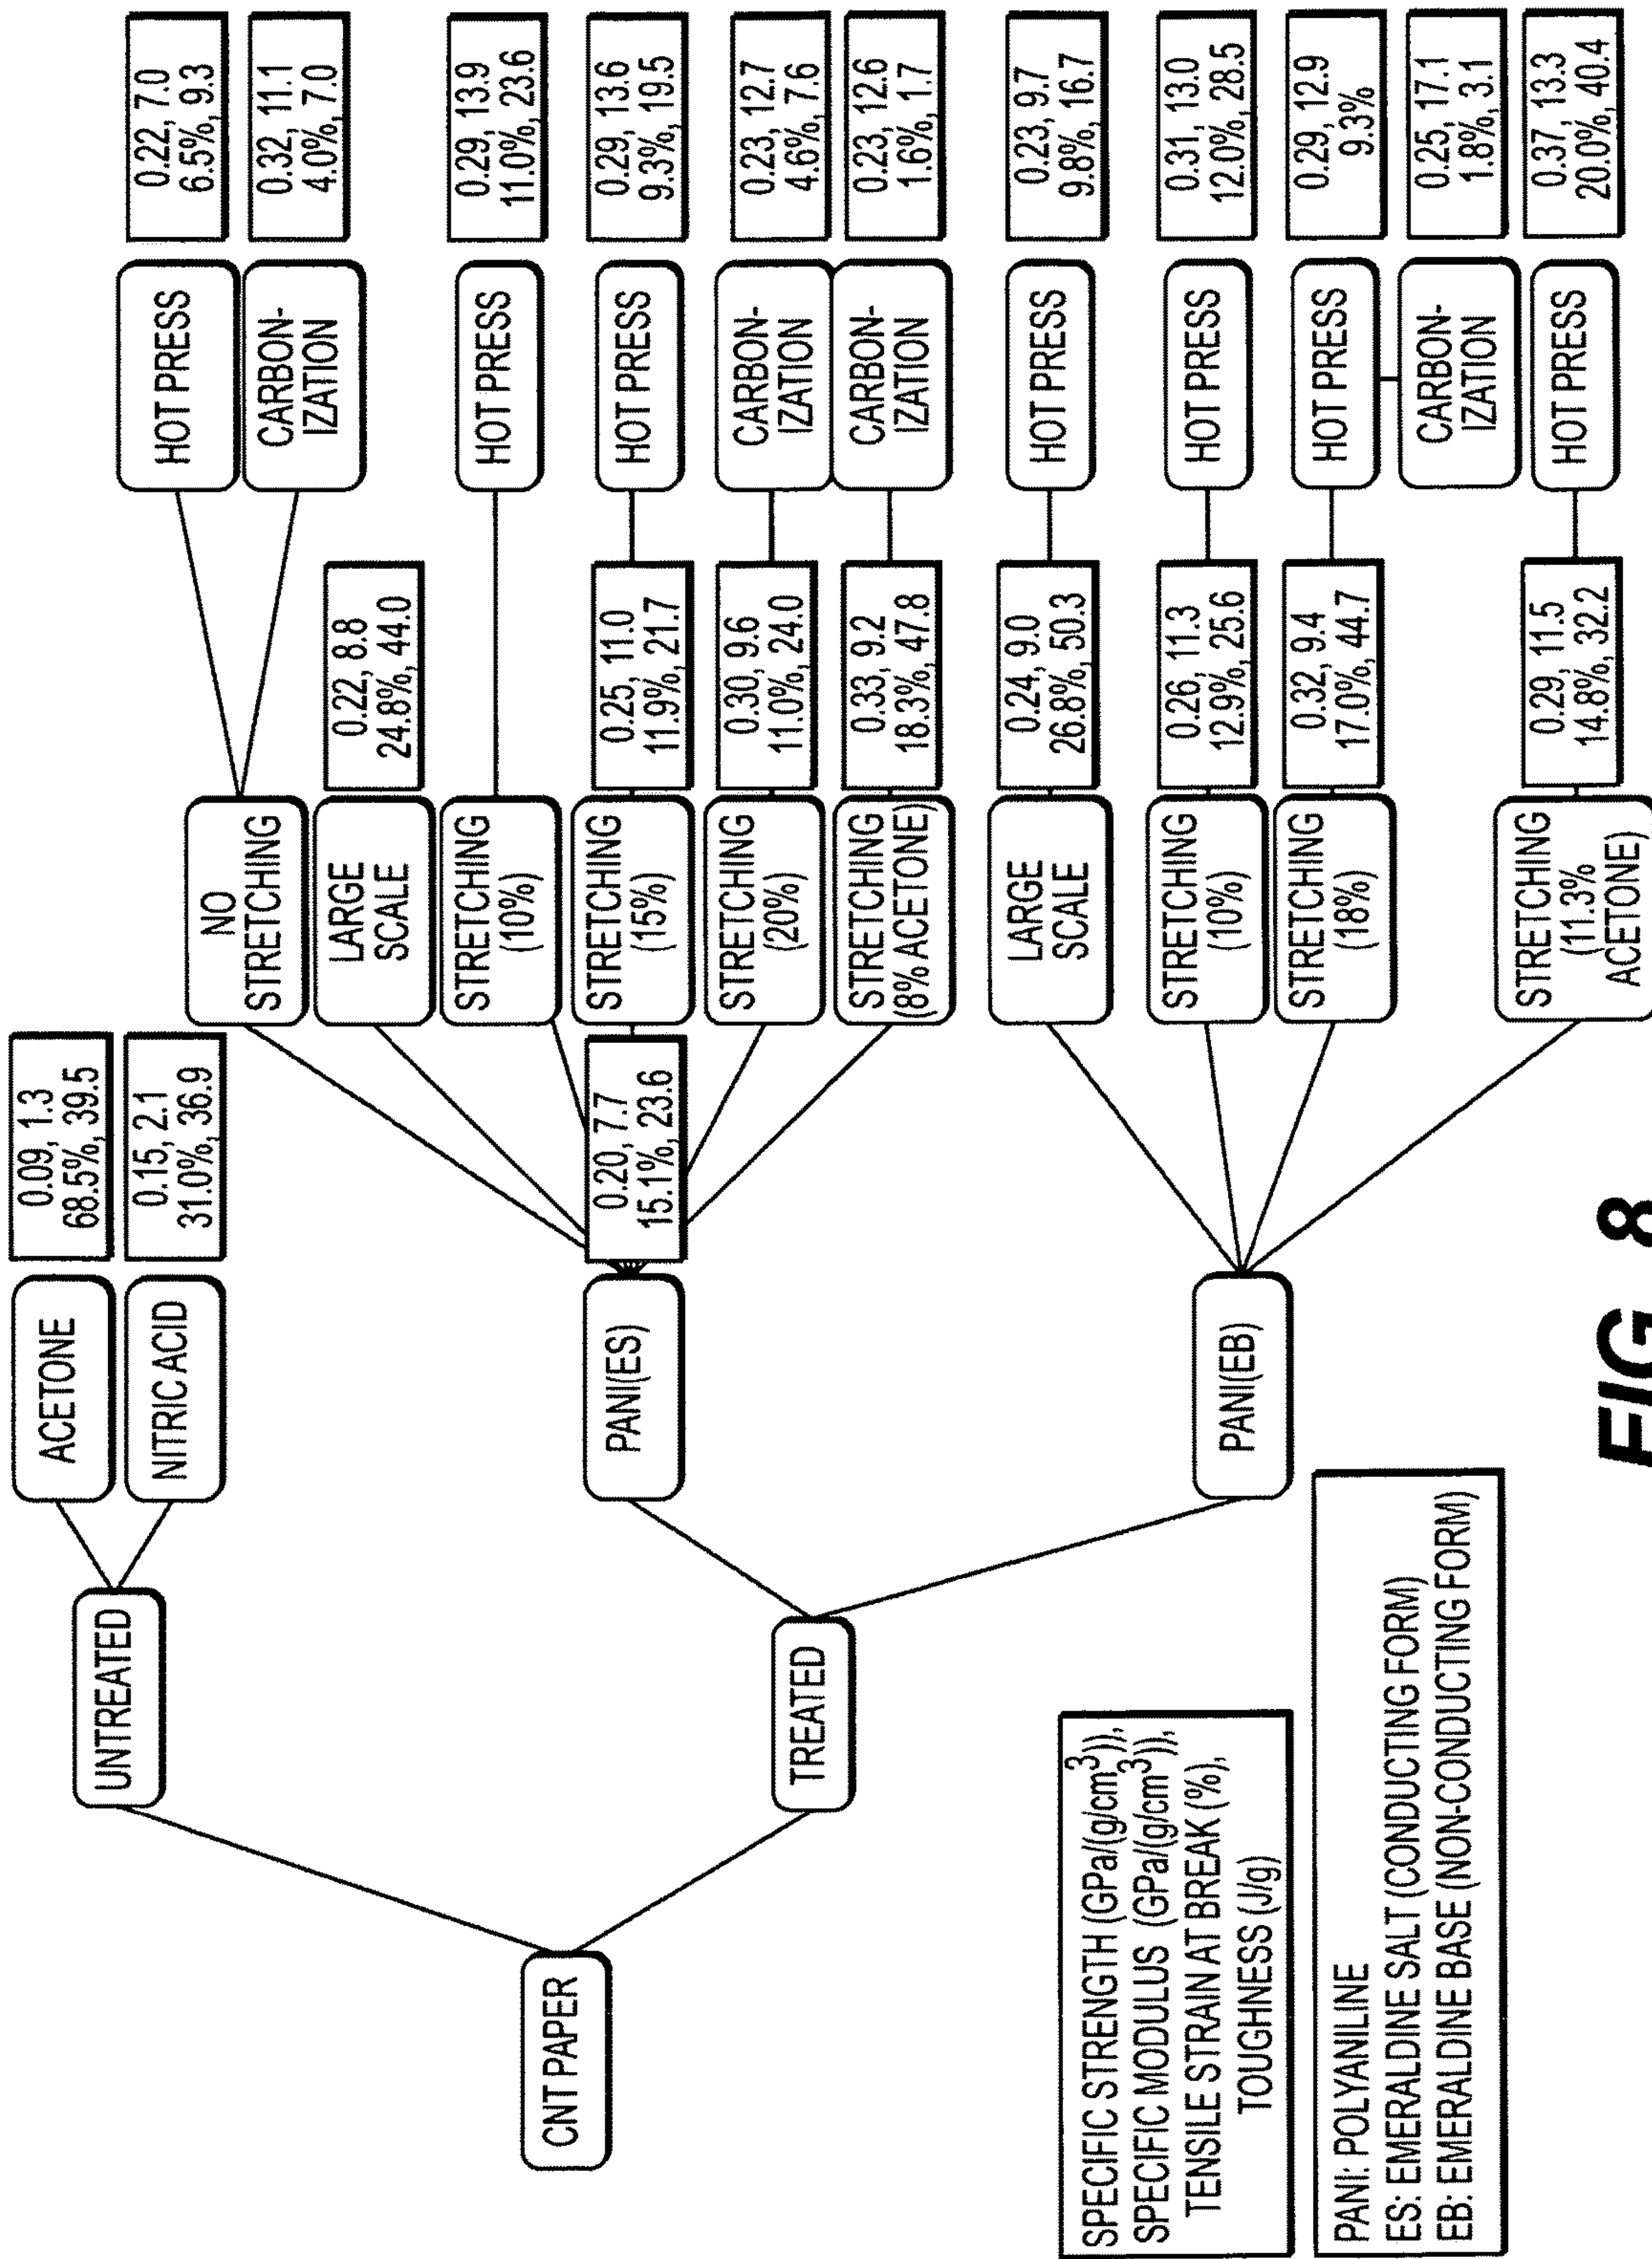 CNT PAPER
UNTREATED
ACETONE
0.09, 1.3
68.5%, 39.5
NITRIC ACID
0.15, 2.1
31.0%, 36.9
TREATED
PANI(ES)
0.20, 7.7
15.1%, 23.6
NO
STRETCHING
HOT PRESS
0.22, 7.0
6.5%, 9.3
CARBON-
IZATION
0.32, 11.1
4.0%, 7.0
LARGE
SCALE
0.22, 8.8
24.8%, 44.0
STRETCHING
(10%)
HOT PRESS
0.29, 13.9
11.0%, 23.6
STRETCHING
(15%)
0.25, 11.0
11.9%, 21.7
HOT PRESS
0.29, 13.6
9.3%, 19.5
STRETCHING
(20%)
0.30, 9.6
11.0%, 24.0
CARBON-
IZATION
0.23, 12.7
4.6%, 7.6
STRETCHING
(8% ACETONE)
0.33, 9.2
18.3%, 47.8
CARBON-
IZATION
0.23, 12.6
1.6%, 1.7
PANI(EB)
LARGE
SCALE
0.24, 9.0
26.8%, 50.3
HOT PRESS
0.23, 9.7
9.8%, 16.7
STRETCHING
(10%)
0.26, 11.3
12.9%, 25.6
HOT PRESS
0.31, 13.0
12.0%, 28.5
STRETCHING
(18%)
0.32, 9.4
17.0%, 44.7
HOT PRESS
0.29, 12.9
9.3%
CARBON-
IZATION
0.25, 17.1
1.8%, 3.1
STRETCHING
(11.3%
ACETONE)
0.29, 11.5
14.8%, 32.2
HOT PRESS
0.37, 13.3
20.0%, 40.4
SPECIFIC STRENGTH (GPa/(g/cm³)),
SPECIFIC MODULUS (GPa/(g/cm³)),
TENSILE STRAIN AT BREAK (%),
TOUGHNESS (J/g)
PANI: POLYANILINE
ES: EMERALDINE SALT (CONDUCTING FORM)
EB: EMERALDINE BASE (NON-CONDUCTING FORM)
FIG. 8